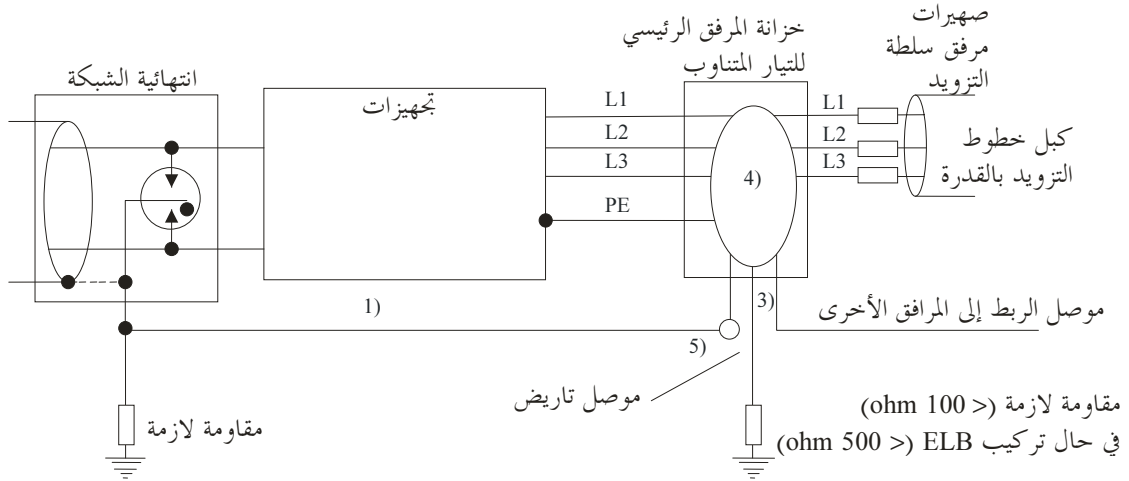 صهيرات
مرفق سلطة
التزويد
خزانة المرفق الرئيسي
للتيار المتناوب
انتهائية الشبكة
تجهيزات
L1
L2
L3
PE
L1
L2
L3
كبل خطوط
التزويد بالقدرة
4)
1)
3)
5)
موصل الربط إلى المرافق الأخرى
موصل تاريض
مقاومة لازمة
مقاومة لازمة (> 100 ohm)
في حال تركيب ELB (> 500 ohm)